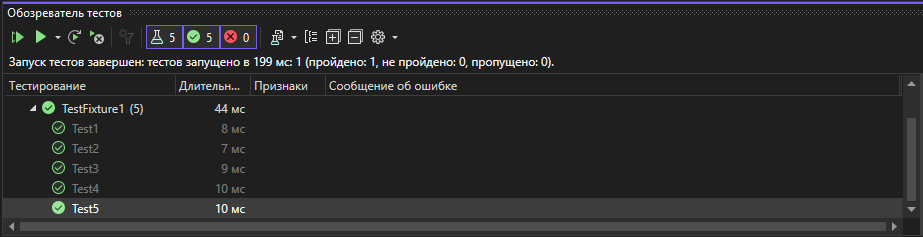 Обозреватель тестов
5 5 0
Запуск тестов завершен: тестов запущено в 199 мс: 1 (пройдено: 1, не пройдено: 0, пропущено: 0).
Тестирование Длительн... Признаки Сообщение об ошибке
TestFixture1 (5) 44 мс
Test1 8 мс
Test2 7 мс
Test3 9 мс
Test4 10 мс
Test5 10 мс